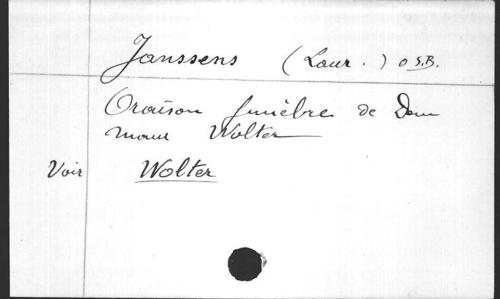 Janssens (Laur.) O S.B.
Oraison funèbre de Dom
Maur Wolter
Voir Wolter